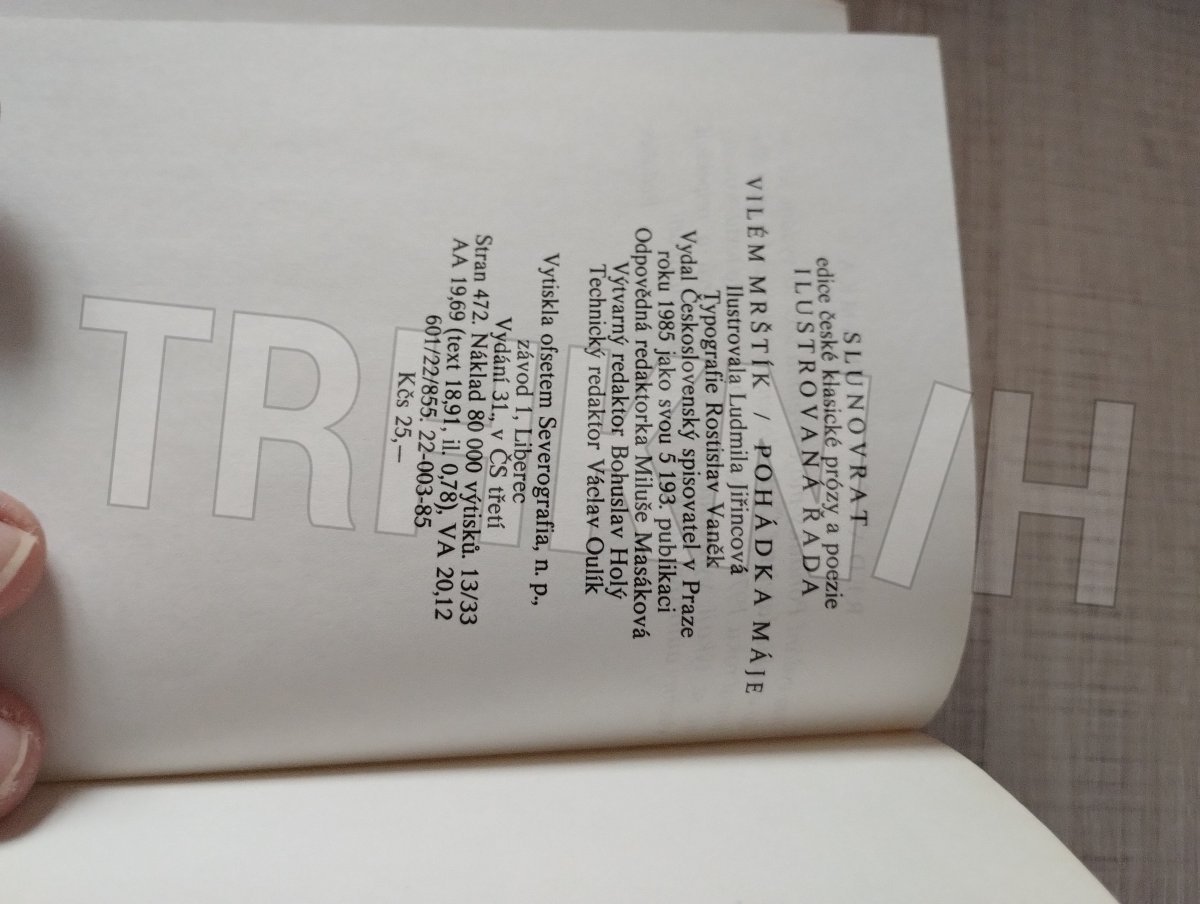 SLUNOVRAT
edice české klasické prózy a poezie
ILUSTROVANÁ ŘADA
VILÉM MRŠTÍK / POHÁDKA MÁJE
Ilustrovala Ludmila Jiřincová
Typografie Rostislav Vaněk
Vydal Československý spisovatel v Praze
roku 1985 jako svou 5 193. publikaci
Odpovědná redaktorka Miluše Masáková
Výtvarný redaktor Bohuslav Holý
Technický redaktor Václav Oulík
Vytiskla ofsetem Severografia, n. p.,
závod 1, Liberec
Vydání 31., v ČS třetí
Stran 472. Náklad 80 000 výtisků. 13/33
AA 19,69 (text 18,91, il. 0,78), VA 20,12
601/22/855. 22-003-85
Kčs 25,—